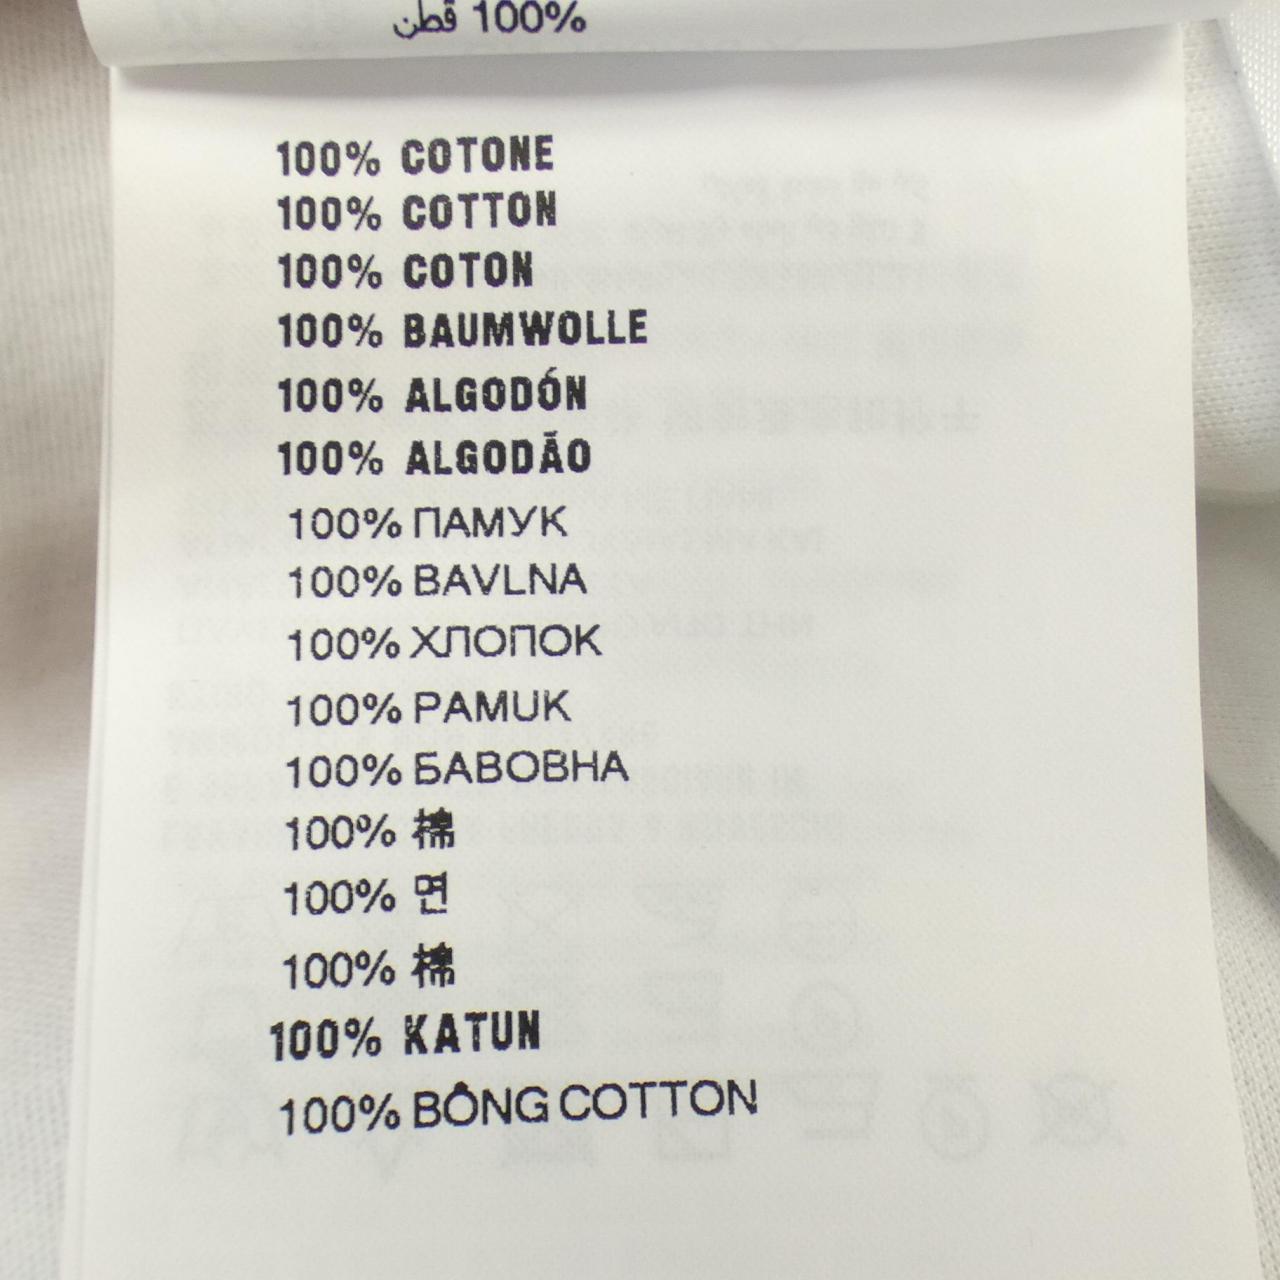 100% قطن
100% COTONE
100% COTTON
100% COTON
100% BAUMWOLLE
100% ALGODÓN
100% ALGODÃO
100% ПАМУК
100% BAVLNA
100% ХЛОПОК
100% PAMUK
100% БАВОВНА
100% 棉
100% 면
100% 棉
100% KATUN
100% BÔNG COTTON